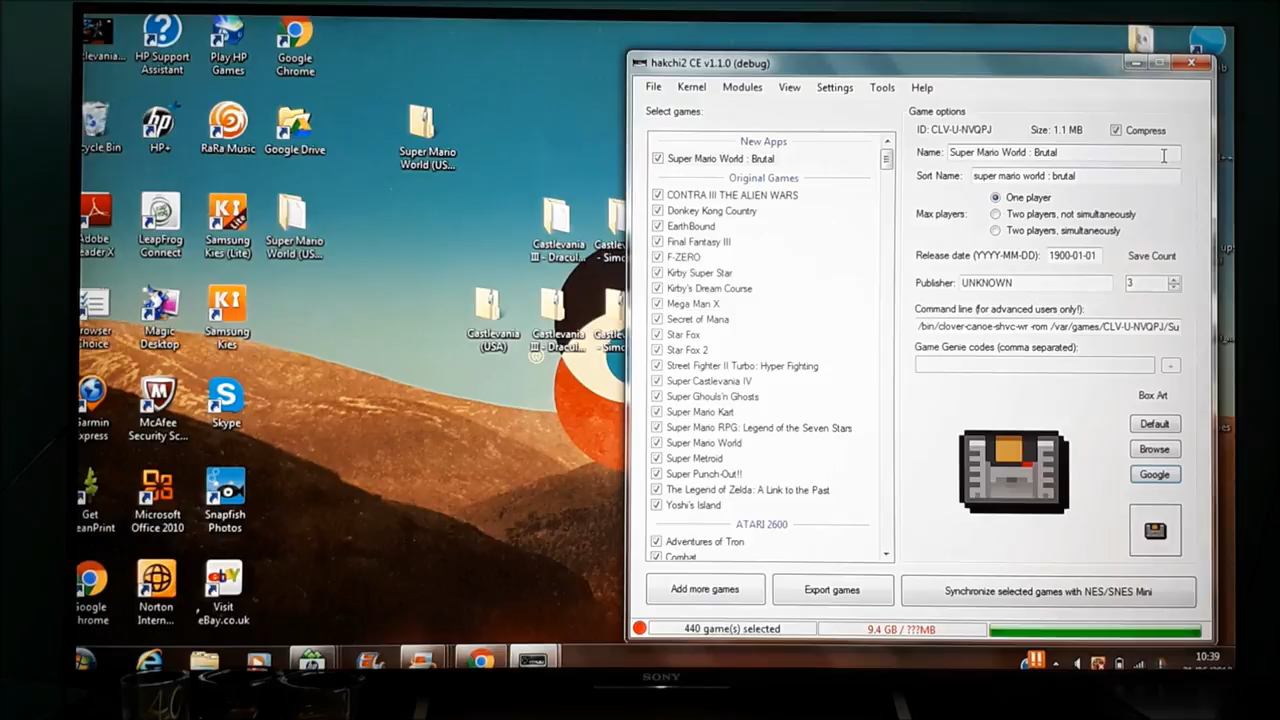 HP Support
Assistant
Play HP
Games
Google
Chrome
HP+
RaRa Music
Google Drive
Super Mario
World (US...
Adobe
LeapFrog
Connect
Samsung
Kies (Lite)
Super Mario
World (US...
Castlevania
III - Dracul...
Magic
Desktop
Samsung
Kies
Castlevania
(USA)
Castlevania
III - Dracul...
McAfee
Security Sc...
Skype
Get
Microsoft
Office 2010
Snapfish
Photos
Norton
Intern...
Visit
eBay.co.uk
hakchi2 CE v1.1.0 (debug)
File Kernel Modules View Settings Tools Help
Select games:
New Apps
Super Mario World : Brutal
Original Games
CONTRA III THE ALIEN WARS
Donkey Kong Country
EarthBound
Final Fantasy III
F-ZERO
Kirby Super Star
Kirby's Dream Course
Mega Man X
Secret of Mana
Star Fox
Star Fox 2
Street Fighter II Turbo: Hyper Fighting
Super Castlevania IV
Super Ghouls'n Ghosts
Super Mario Kart
Super Mario RPG: Legend of the Seven Stars
Super Mario World
Super Metroid
Super Punch-Out!!
The Legend of Zelda: A Link to the Past
Yoshi's Island
ATARI 2600
Adventures of Tron
Combat
Add more games
Export games
Game options
ID: CLV-U-NVQPJ Size: 1.1 MB Compress
Name: Super Mario World : Brutal
Sort Name: super mario world : brutal
Max players:
One player
Two players, not simultaneously
Two players, simultaneously
Release date (YYYY-MM-DD): 1900-01-01 Save Count
Publisher: UNKNOWN 3
Command line (for advanced users only!):
/bin/clover-canoe-shvc-wr -rom /var/games/CLV-U-NVQPJ/Su
Game Genie codes (comma separated):
...
Box Art
Default
Browse
Google
Synchronize selected games with NES/SNES Mini
440 game(s) selected 9.4 GB / ???MB
10:39
SONY